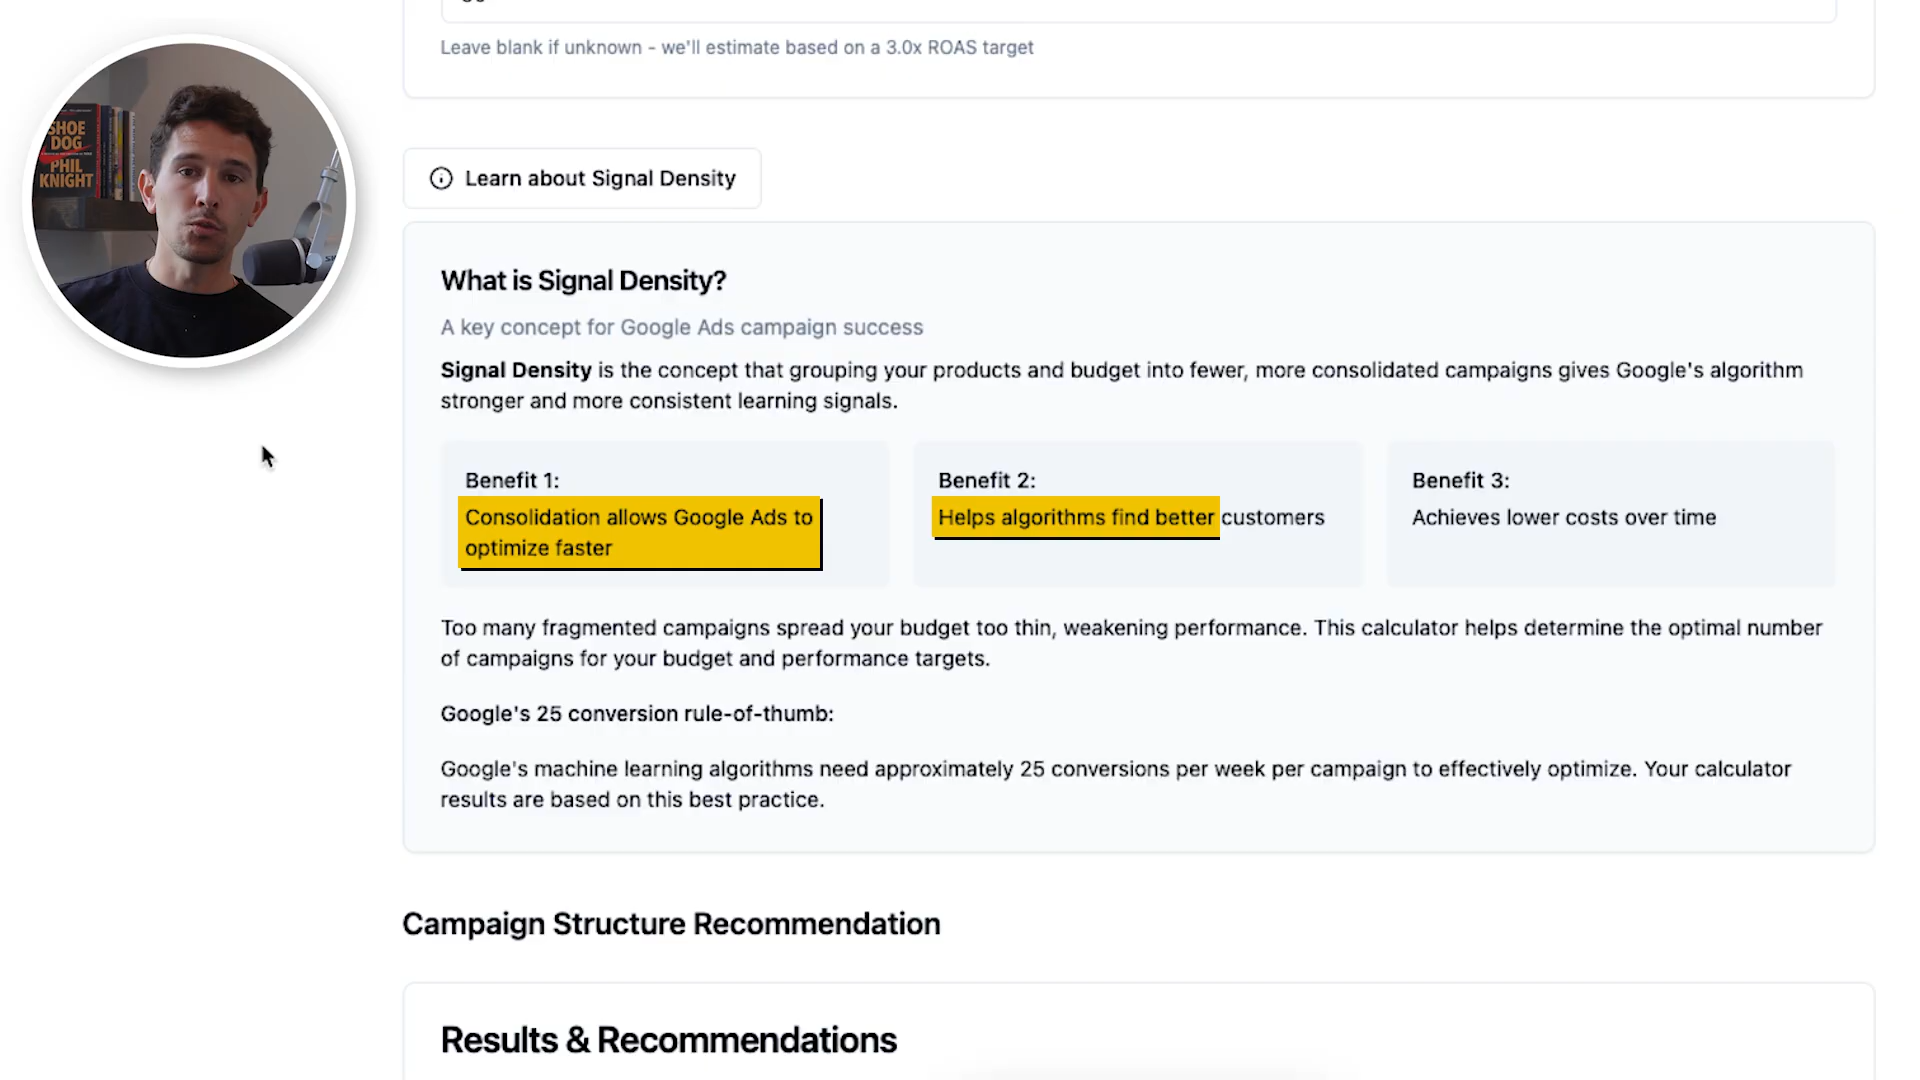 Leave blank if unknown - we'll estimate based on a 3.0x ROAS target
SHOE
DOG
PHIL
KNIGHT
Learn about Signal Density
What is Signal Density?
A key concept for Google Ads campaign success
Signal Density is the concept that grouping your products and budget into fewer, more consolidated campaigns gives Google's algorithm
stronger and more consistent learning signals.
Benefit 1:
Consolidation allows Google Ads to
optimize faster
Benefit 2:
Helps algorithms find better customers
Benefit 3:
Achieves lower costs over time
Too many fragmented campaigns spread your budget too thin, weakening performance. This calculator helps determine the optimal number
of campaigns for your budget and performance targets.
Google's 25 conversion rule-of-thumb:
Google's machine learning algorithms need approximately 25 conversions per week per campaign to effectively optimize. Your calculator
results are based on this best practice.
Campaign Structure Recommendation
Results & Recommendations